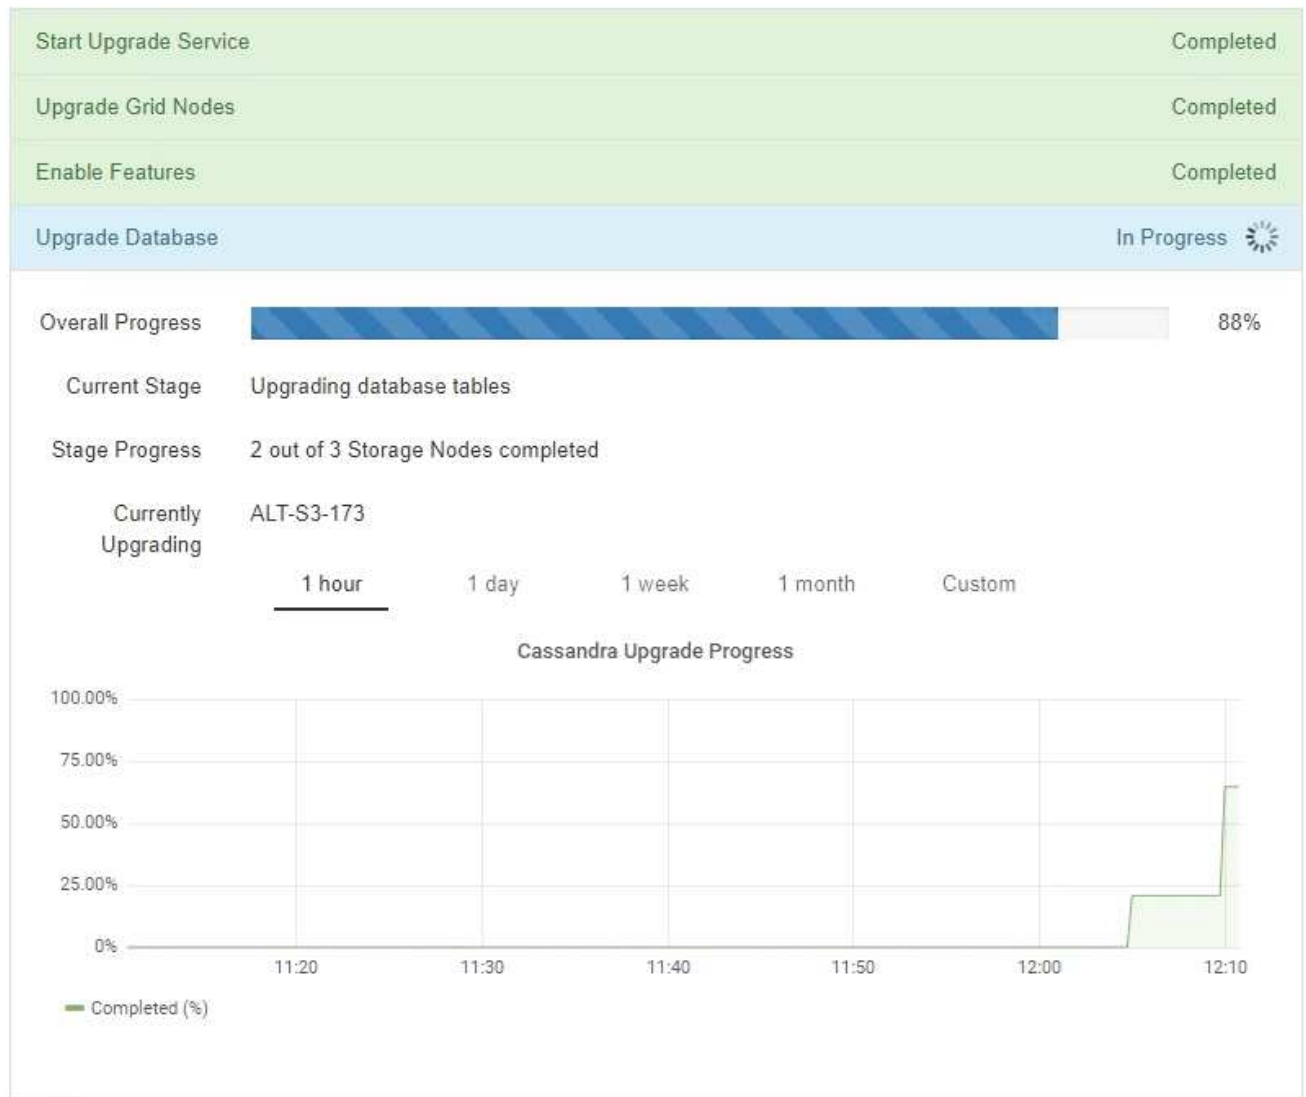 Start Upgrade Service Completed
Upgrade Grid Nodes Completed
Enable Features Completed
Upgrade Database In Progress
Overall Progress 88%
Current Stage Upgrading database tables
Stage Progress 2 out of 3 Storage Nodes completed
Currently Upgrading ALT-S3-173
1 hour 1 day 1 week 1 month Custom
Cassandra Upgrade Progress
100.00%
75.00%
50.00%
25.00%
0%
11:20 11:30 11:40 11:50 12:00 12:10
Completed (%)